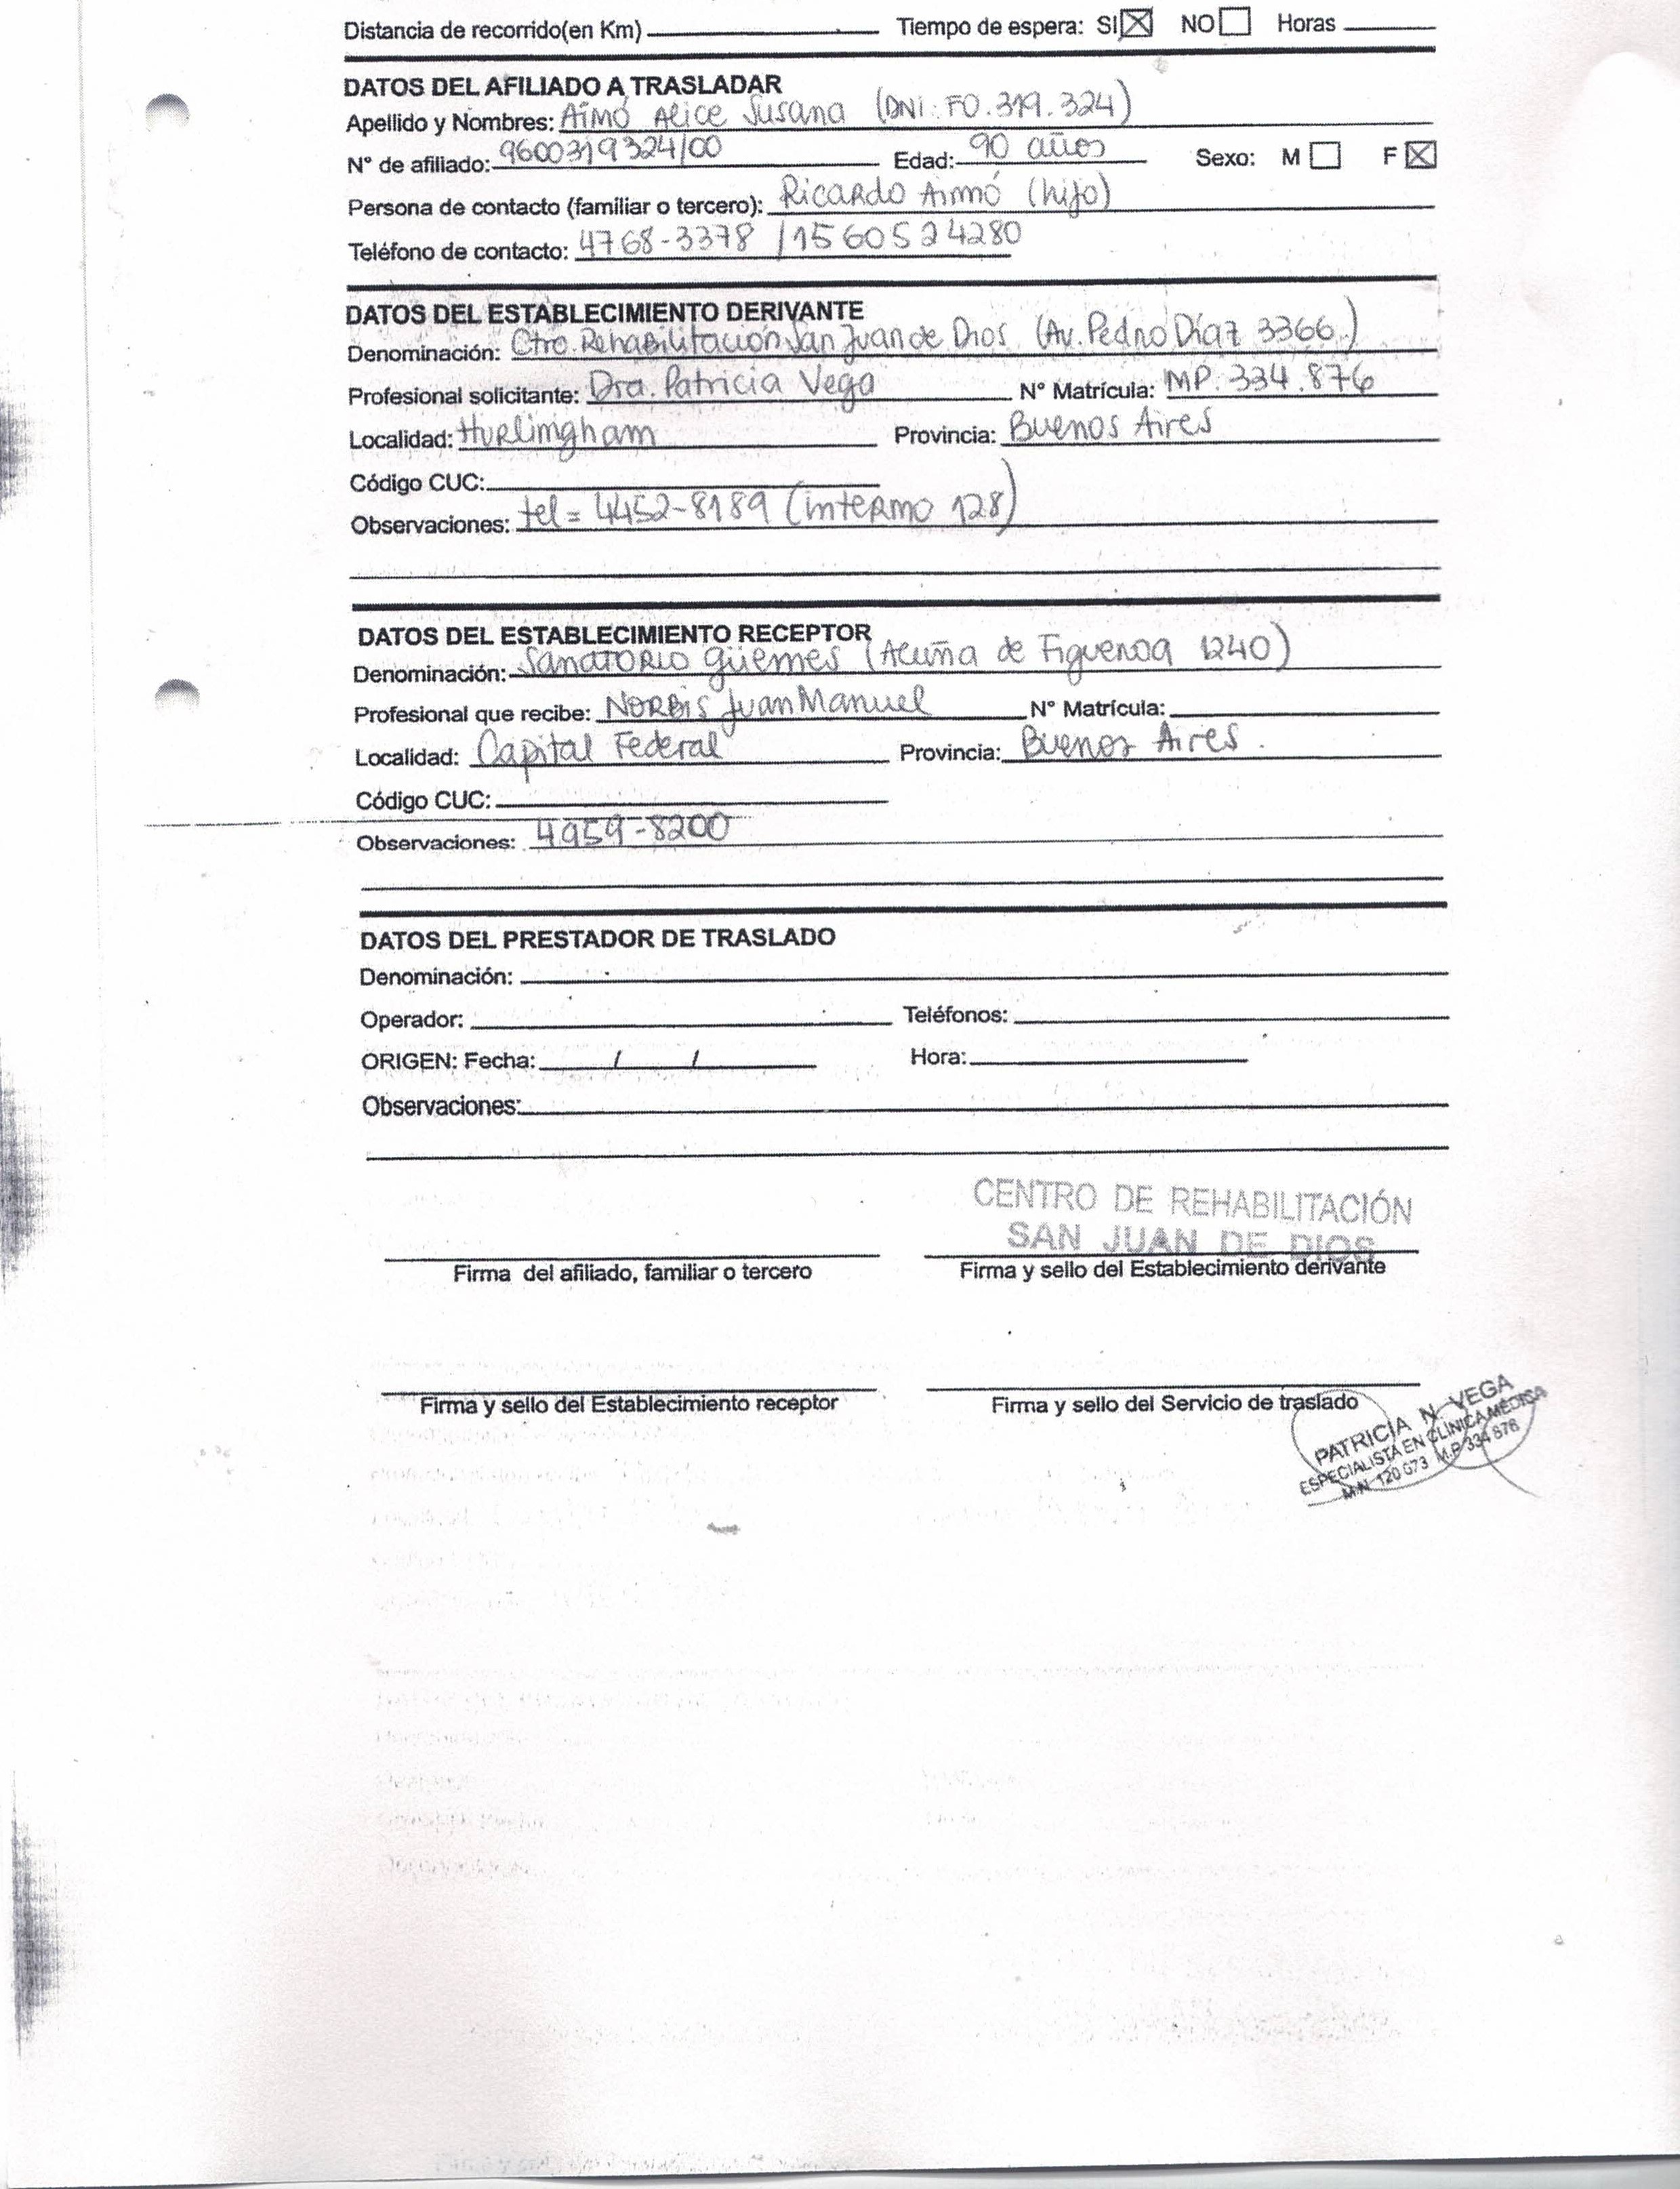 Distancia de recorrido(en Km) Tiempo de espera: SI☒ NO☐ Horas
DATOS DEL AFILIADO A TRASLADAR
Apellido y Nombres: Aimó Alice Susana (DNI: F0.319.324)
N° de afiliado: 9600319324/00 Edad: 90 años Sexo: M☐ F☒
Persona de contacto (familiar o tercero): Ricardo Aimó (hijo)
Teléfono de contacto: 4768-3378 /1560524280
DATOS DEL ESTABLECIMIENTO DERIVANTE
Denominación: Ctro. Rehabilitación San Juan de Dios (Av. Pedro Díaz 3366.)
Profesional solicitante: Dra. Patricia Vega N° Matrícula: MP. 334.876
Localidad: Hurlimgham Provincia: Buenos Aires
Código CUC:
Observaciones: tel = 4452-8189 (interno 128)
DATOS DEL ESTABLECIMIENTO RECEPTOR
Denominación: Sanatorio Güemes (Acuña de Figueroa 1240)
Profesional que recibe: Norbis Juan Manuel N° Matrícula:
Localidad: Capital Federal Provincia: Buenos Aires.
Código CUC:
Observaciones: 4959-8200
DATOS DEL PRESTADOR DE TRASLADO
Denominación:
Operador: Teléfonos:
ORIGEN: Fecha: / / Hora:
Observaciones:
CENTRO DE REHABILITACIÓN
SAN JUAN DE DIOS
Firma del afiliado, familiar o tercero Firma y sello del Establecimiento derivante
Firma y sello del Establecimiento receptor Firma y sello del Servicio de traslado
PATRICIA N. VEGA
ESPECIALISTA EN CLÍNICA MÉDICA
M.N. 120 673 M.P 334 876